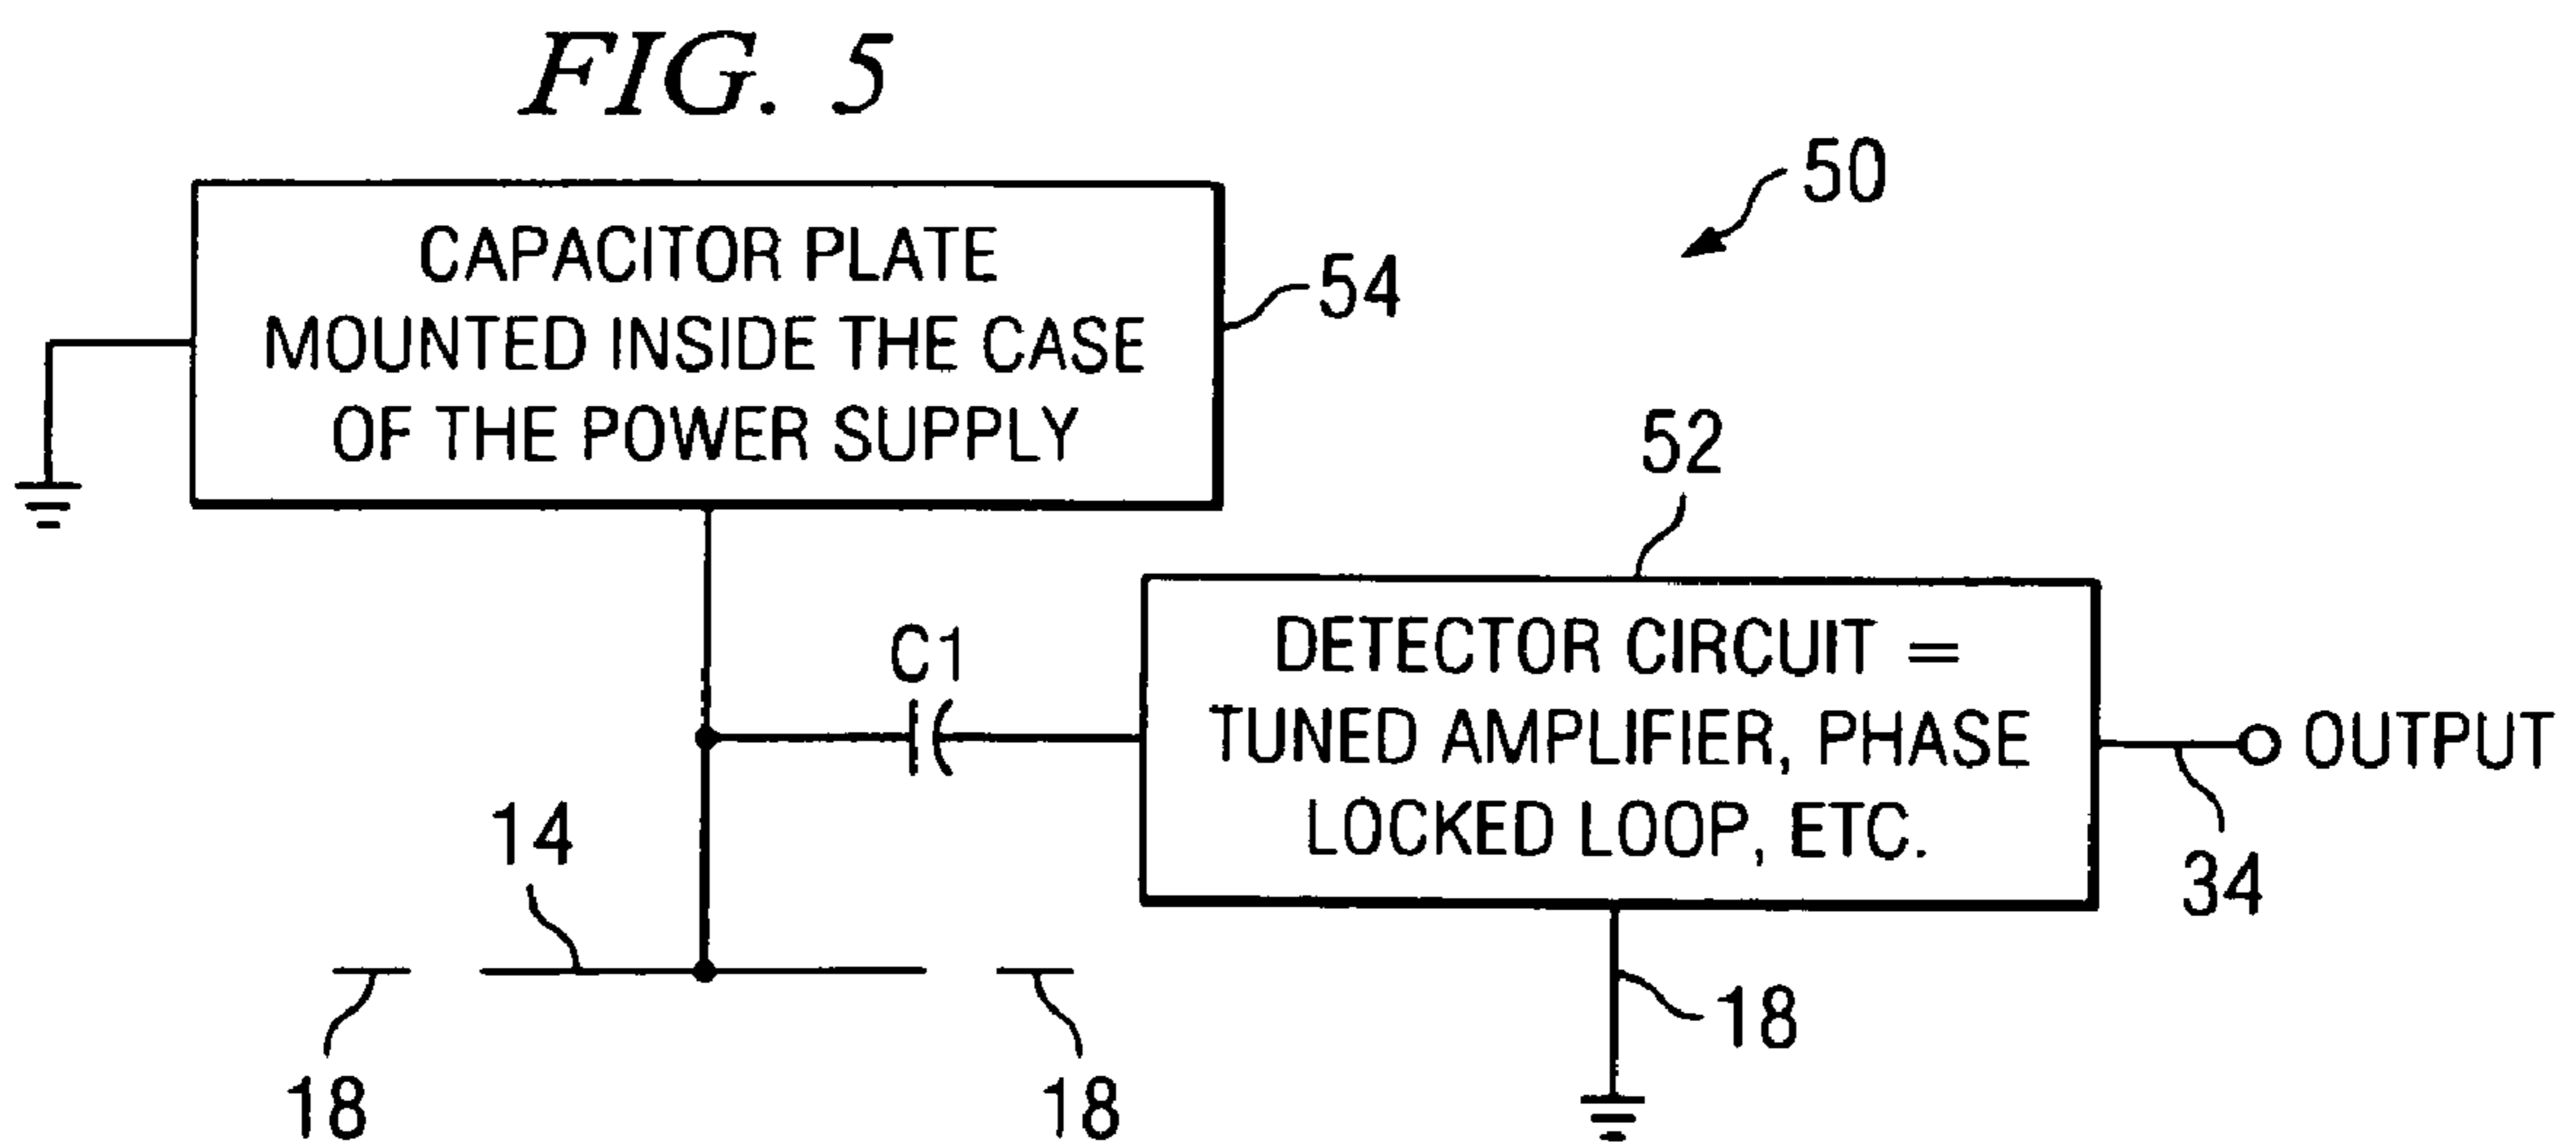 FIG. 5
50
CAPACITOR PLATE
MOUNTED INSIDE THE CASE
OF THE POWER SUPPLY
54
52
C1
DETECTOR CIRCUIT =
TUNED AMPLIFIER, PHASE
LOCKED LOOP, ETC.
OUTPUT
34
14
18
18
18